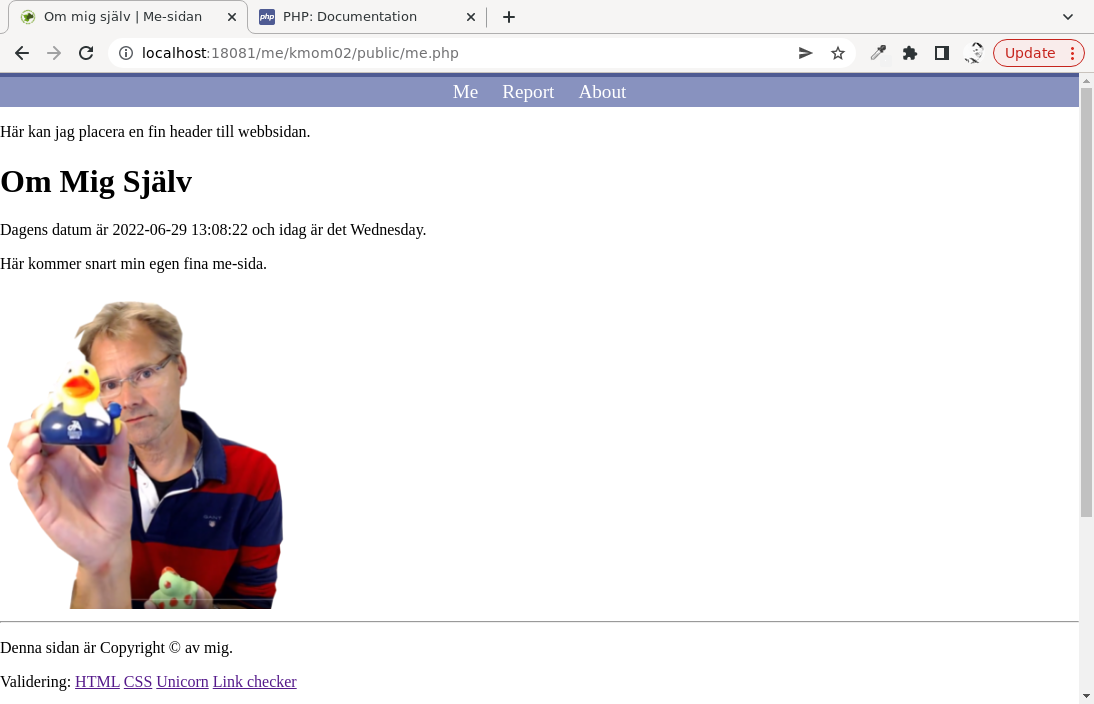 Om mig själv | Me-sidan
php
PHP: Documentation
localhost:18081/me/kmom02/public/me.php
Update
Me Report About
Här kan jag placera en fin header till webbsidan.
Om Mig Själv
Dagens datum är 2022-06-29 13:08:22 och idag är det Wednesday.
Här kommer snart min egen fina me-sida.
Denna sidan är Copyright © av mig.
Validering: HTML CSS Unicorn Link checker